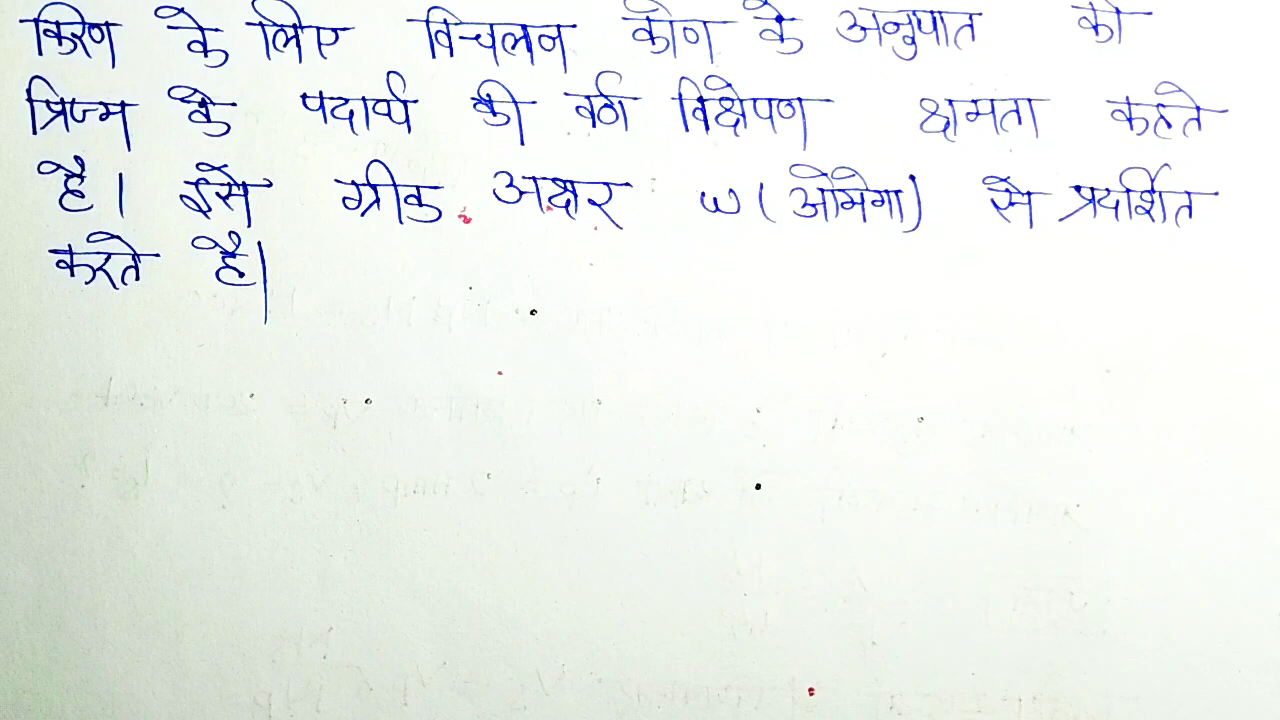 किरण के लिए विचलन कोण के अनुपात को
प्रिज्म के पदार्थ की वर्ण विक्षेपण क्षमता कहते
है। इसे ग्रीक अक्षर ω (ओमेगा) से प्रदर्शित
करते है।